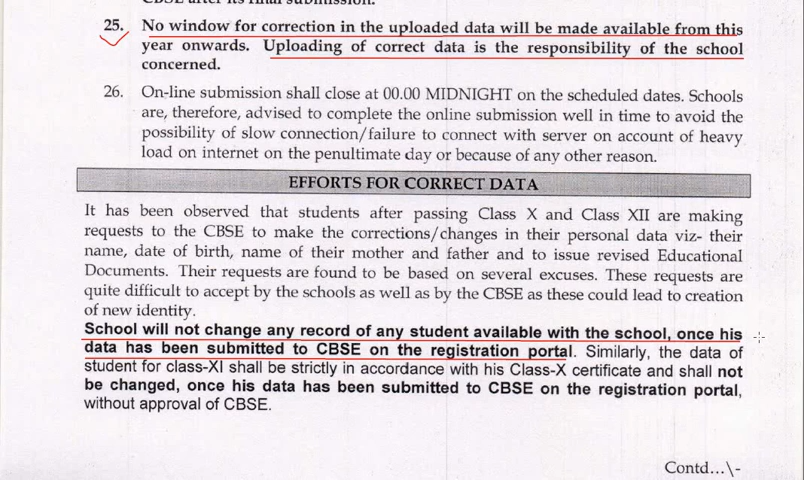 CBSE after its final submission.
25. No window for correction in the uploaded data will be made available from this
year onwards. Uploading of correct data is the responsibility of the school
concerned.
26. On-line submission shall close at 00.00 MIDNIGHT on the scheduled dates. Schools
are, therefore, advised to complete the online submission well in time to avoid the
possibility of slow connection/failure to connect with server on account of heavy
load on internet on the penultimate day or because of any other reason.
EFFORTS FOR CORRECT DATA
It has been observed that students after passing Class X and Class XII are making
requests to the CBSE to make the corrections/changes in their personal data viz- their
name, date of birth, name of their mother and father and to issue revised Educational
Documents. Their requests are found to be based on several excuses. These requests are
quite difficult to accept by the schools as well as by the CBSE as these could lead to creation
of new identity.
School will not change any record of any student available with the school, once his
data has been submitted to CBSE on the registration portal. Similarly, the data of
student for class-XI shall be strictly in accordance with his Class-X certificate and shall not
be changed, once his data has been submitted to CBSE on the registration portal,
without approval of CBSE.
Contd...\-